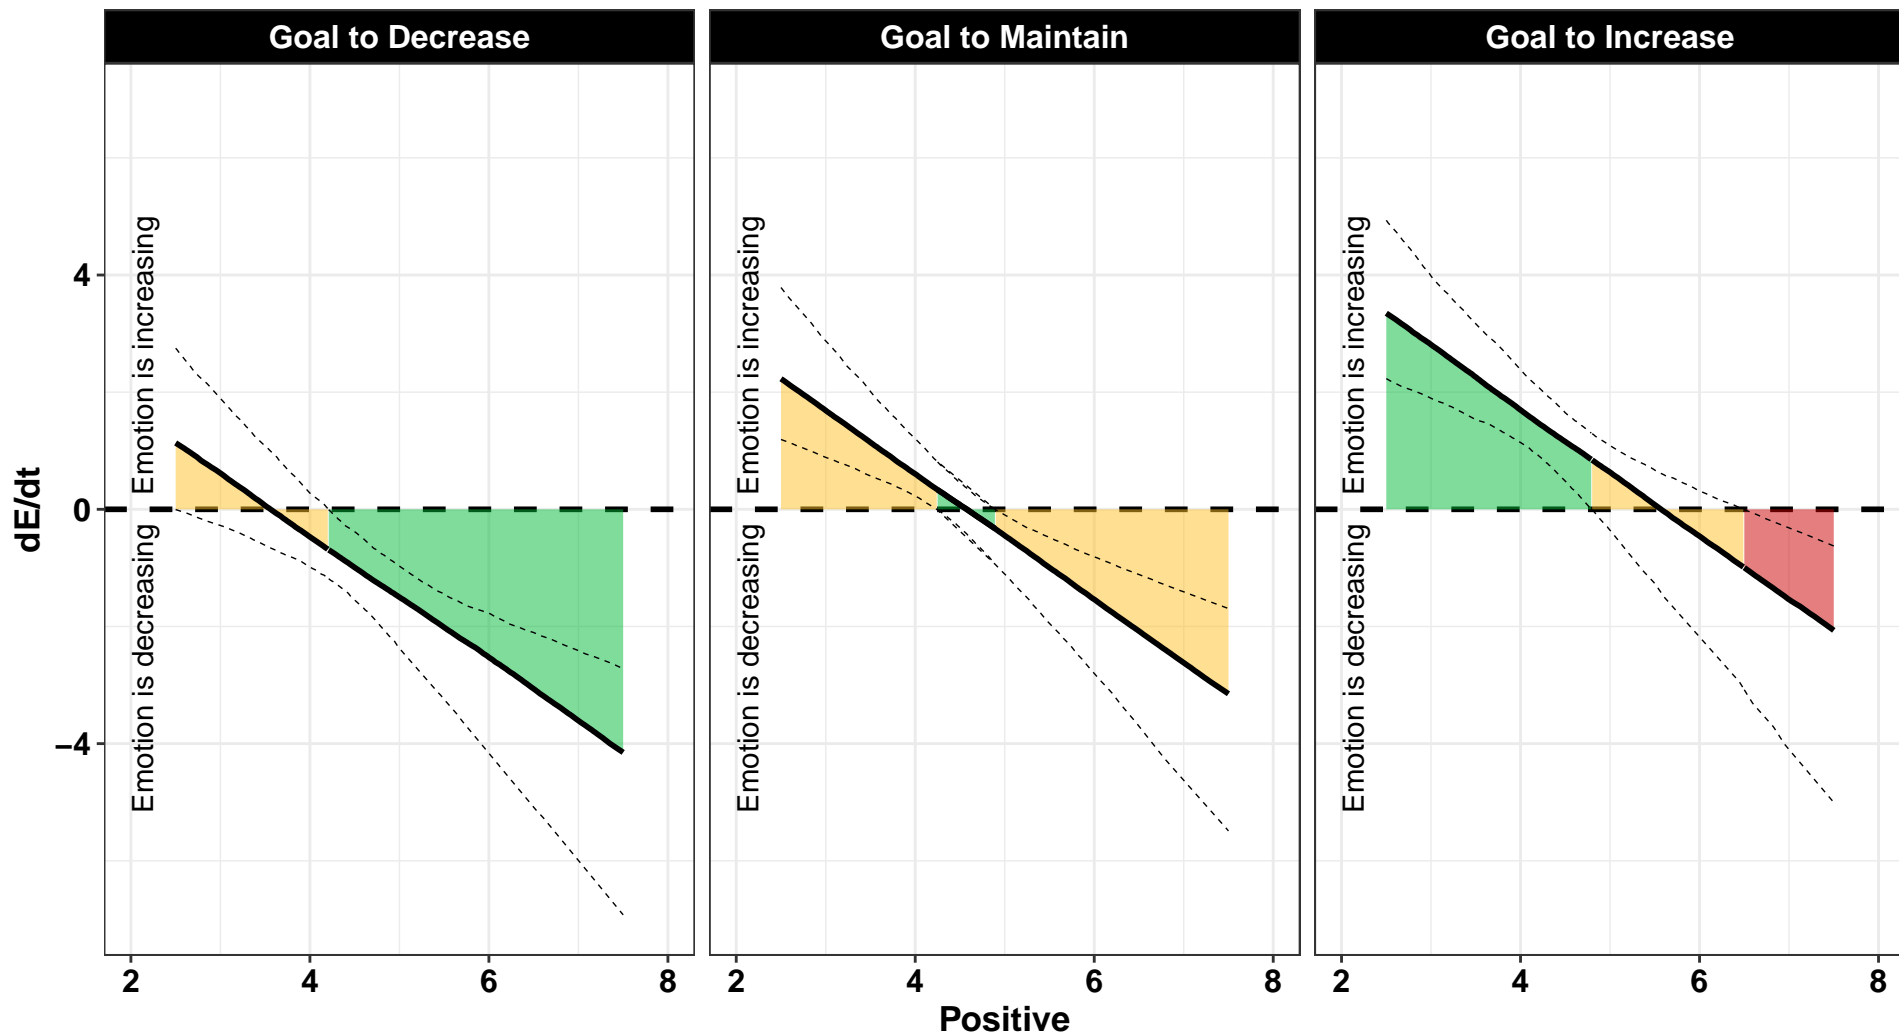 Goal to Decrease
Goal to Maintain
Goal to Increase
dE/dt
4
0
−4
Emotion is increasing
Emotion is decreasing
Emotion is increasing
Emotion is decreasing
Emotion is increasing
Emotion is decreasing
2 4 6 8
2 4 6 8
2 4 6 8
Positive